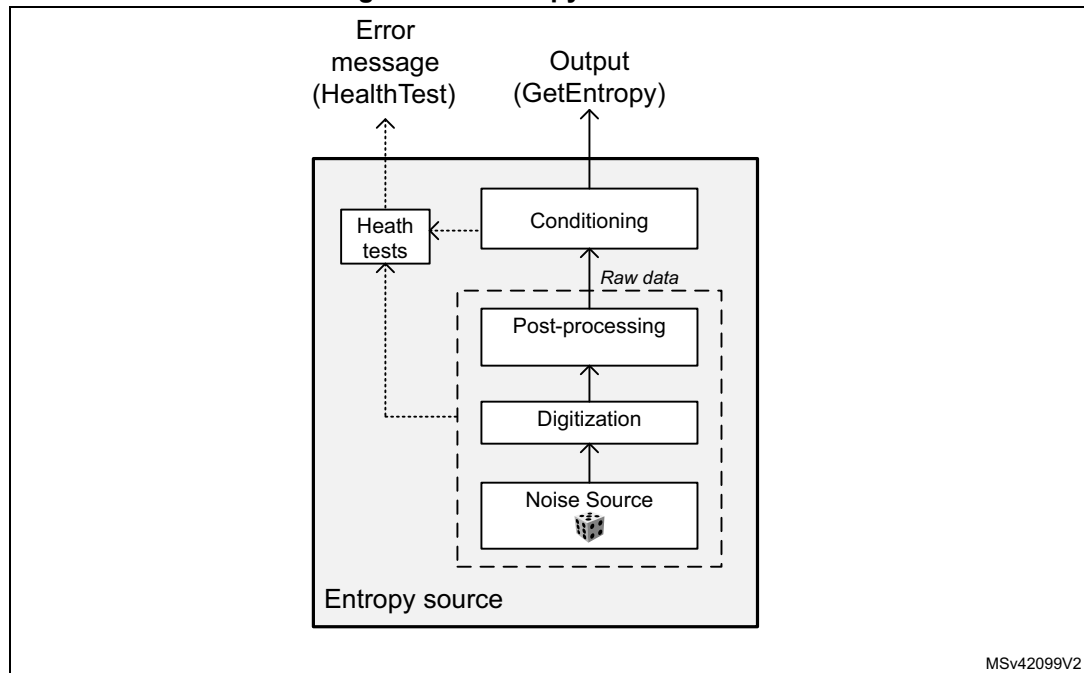 Error
message
(HealthTest)
Output
(GetEntropy)
Conditioning
Heath
tests
Raw data
Post-processing
Digitization
Noise Source
Entropy source
MSv42099V2